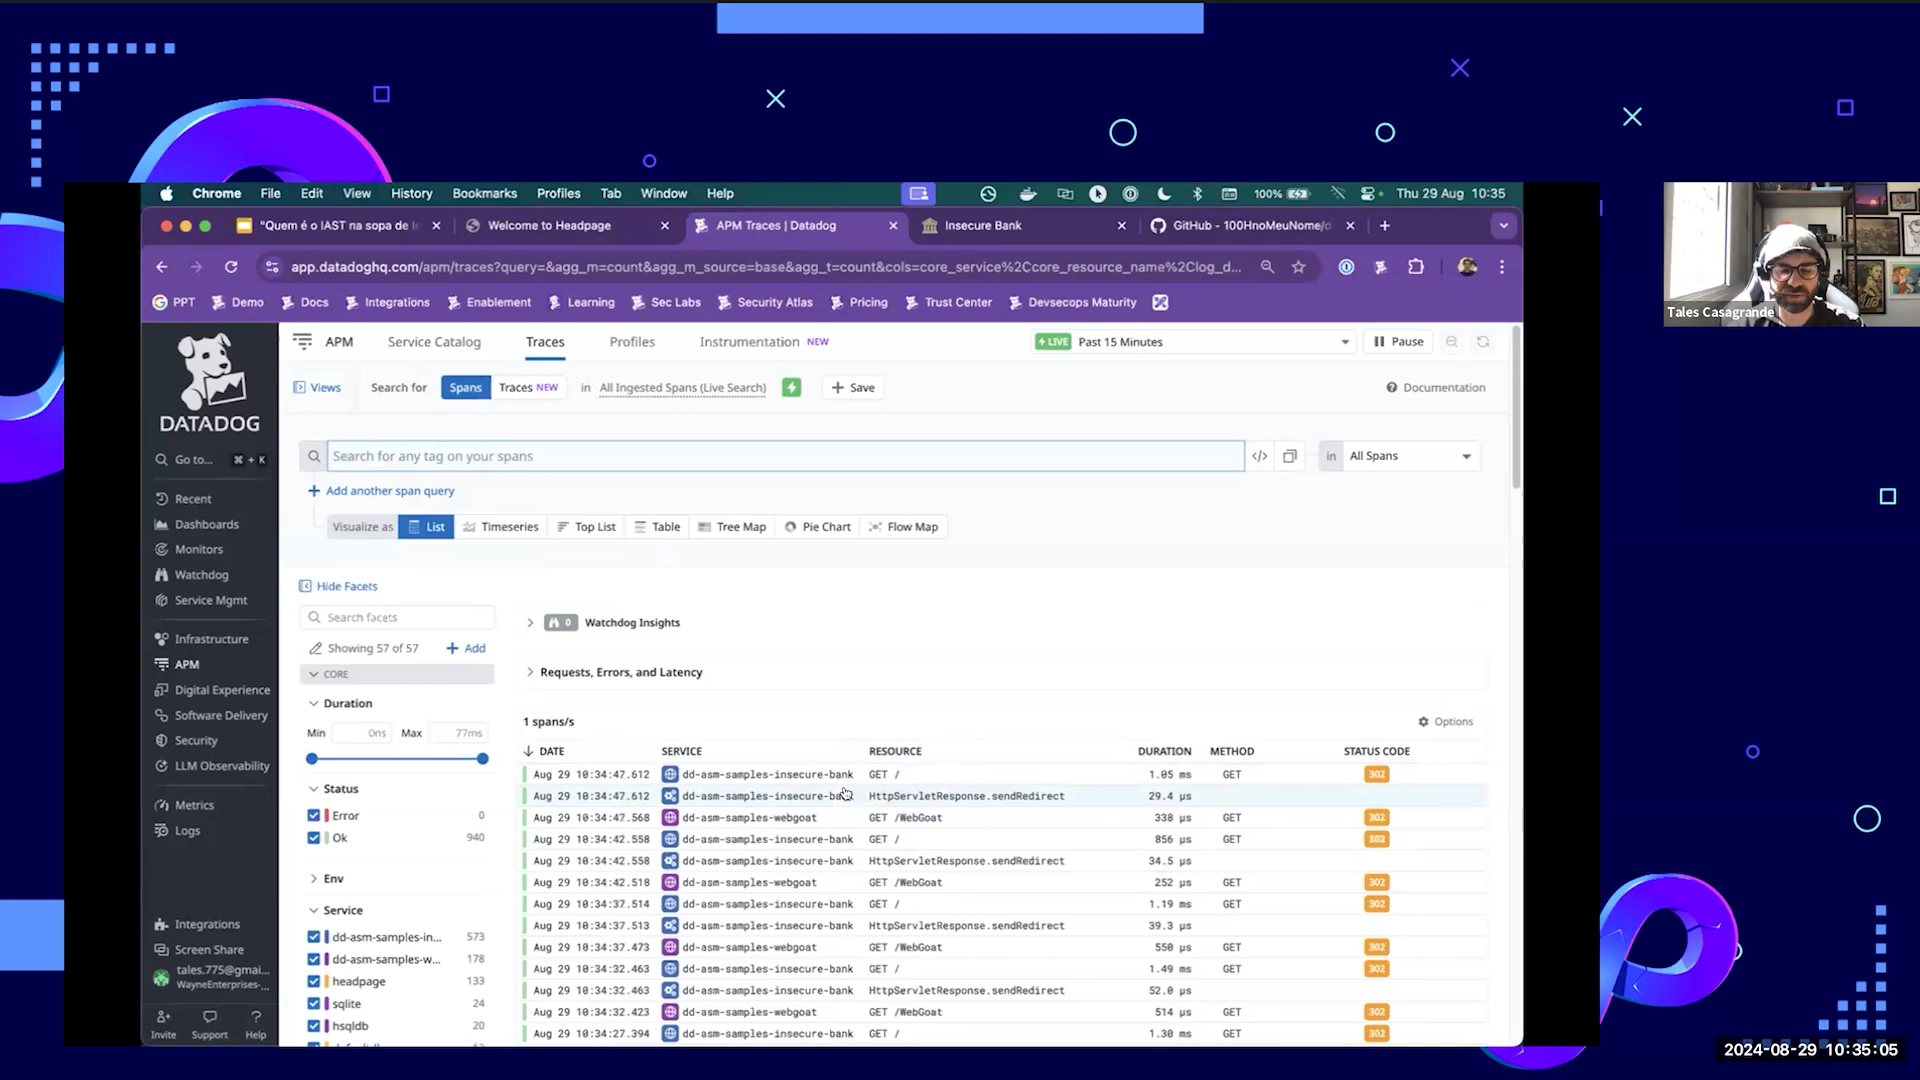 Chrome File Edit View History Bookmarks Profiles Tab Window Help 100% Thu 29 Aug 10:35
"Quem é o IAST na sopa de le Welcome to Headpage APM Traces | Datadog Insecure Bank GitHub - 100HnoMeuNome/d
app.datadoghq.com/apm/traces?query=&agg_m=count&agg_m_source=base&agg_t=count&cols=core_service%2Ccore_resource_name%2Clog_d...
PPT Demo Docs Integrations Enablement Learning Sec Labs Security Atlas Pricing Trust Center Devsecops Maturity
Tales Casagrande
DATADOG
Go to... ⌘ + K
Recent
Dashboards
Monitors
Watchdog
Service Mgmt
Infrastructure
APM
Digital Experience
Software Delivery
Security
LLM Observability
Metrics
Logs
Integrations
Screen Share
tales.775@gmai...
WayneEnterprises-...
Invite Support Help
APM Service Catalog Traces Profiles Instrumentation NEW LIVE Past 15 Minutes Pause
Views Search for Spans Traces NEW in All Ingested Spans (Live Search) + Save Documentation
Search for any tag on your spans </> in All Spans
+ Add another span query
Visualize as List Timeseries Top List Table Tree Map Pie Chart Flow Map
Hide Facets
Search facets
Showing 57 of 57 + Add
CORE
Duration
Min 0ns Max 77ms
Status
Error 0
Ok 940
Env
Service
dd-asm-samples-in... 573
dd-asm-samples-w... 178
headpage 133
sqlite 24
hsqldb 20
0 Watchdog Insights
Requests, Errors, and Latency
1 spans/s Options
DATE SERVICE RESOURCE DURATION METHOD STATUS CODE
Aug 29 10:34:47.612 dd-asm-samples-insecure-bank GET / 1.05 ms GET 302
Aug 29 10:34:47.612 dd-asm-samples-insecure-bank HttpServletResponse.sendRedirect 29.4 µs
Aug 29 10:34:47.568 dd-asm-samples-webgoat GET /WebGoat 338 µs GET 302
Aug 29 10:34:42.558 dd-asm-samples-insecure-bank GET / 856 µs GET 302
Aug 29 10:34:42.558 dd-asm-samples-insecure-bank HttpServletResponse.sendRedirect 34.5 µs
Aug 29 10:34:42.518 dd-asm-samples-webgoat GET /WebGoat 252 µs GET 302
Aug 29 10:34:37.514 dd-asm-samples-insecure-bank GET / 1.19 ms GET 302
Aug 29 10:34:37.513 dd-asm-samples-insecure-bank HttpServletResponse.sendRedirect 39.3 µs
Aug 29 10:34:37.473 dd-asm-samples-webgoat GET /WebGoat 550 µs GET 302
Aug 29 10:34:32.463 dd-asm-samples-insecure-bank GET / 1.49 ms GET 302
Aug 29 10:34:32.463 dd-asm-samples-insecure-bank HttpServletResponse.sendRedirect 52.0 µs
Aug 29 10:34:32.423 dd-asm-samples-webgoat GET /WebGoat 514 µs GET 302
Aug 29 10:34:27.394 dd-asm-samples-insecure-bank GET / 1.30 ms GET 302
2024-08-29 10:35:05